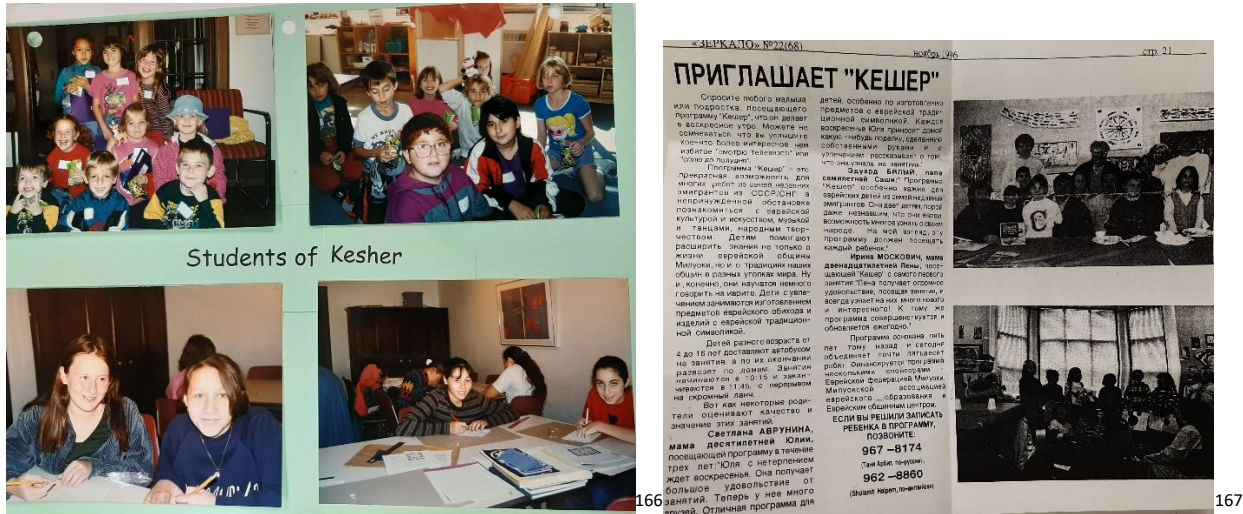 Students of Kesher
166
«ЗЕРКАЛО» №22(68)
ноябрь 1996
стр. 21
ПРИГЛАШАЕТ "КЕШЕР"
Спросите любого малыша
или подростка, посещающего
программу "Кешер", что он делает
в воскресное утро. Можете не
сомневаться, что вы услышите
кое-что более интересное чем
избитое "смотрю телевизор" или
"сплю до полудня".
Программа "Кешер" – это
прекрасная возможность для
многих ребят из семей недавних
эмигрантов из СССР/СНГ в
непринужденной обстановке
познакомиться с еврейской
культурой и искусством, музыкой
и танцами, народным твор-
чеством. Детям помогают
расширить знания не только о
жизни еврейской общины
Милуоки, но и о традициях наших
общин в разных уголках мира. Ну
и, конечно, они научатся немного
говорить на иврите. Дети с увле-
чением занимаются изготовлением
предметов еврейского обихода и
изделий с еврейской традицион-
ной символикой.
Детей разного возраста от
4 до 16 лет доставляют автобусом
на занятия, а по их окончании
развозят по домам. Занятия
начинаются в 10:15 и закан-
чиваются в 11:45, с перерывом
на скромный ланч.
Вот как некоторые роди-
тели оценивают качество и
значение этих занятий.
Светлана АВРУНИНА,
мама десятилетней Юлии,
посещающей программу в течение
трех лет: "Юля с нетерпением
ждет воскресенья. Она получает
большое удовольствие от
занятий. Теперь у нее много
друзей. Отличная программа для
детей, особенно по изготовлению
предметов с еврейской тради-
ционной символикой. Каждое
воскресенье Юля приносит домой
какую-нибудь поделку, сделанную
собственными руками и с
увлечением рассказывает о том,
что она узнала на занятии."
Эдуард БЯЛЫЙ, папа
семилетней Саши: "Программа
"Кешер" особенно важна для
еврейских детей из семей недавних
эмигрантов. Она дает детям, порой
даже незнавшим, что они евреи
возможность многое узнать о своем
народе. На мой взгляд, эту
программу должен посещать
каждый ребенок."
Ирина МОСКОВИЧ, мама
двенадцатилетней Лены, посе-
щающей "Кешер" с самого первого
занятия: "Лена получает огромное
удовольствие, посещая занятия, и
всегда узнает на них много нового
и интересного! К тому же
программа совершенствуется и
обновляется ежегодно."
Программа основана пять
лет тому назад и сегодня
объединяет почти пятьдесят
ребят. Финансируется программа
несколькими спонсорами –
Еврейской федерацией Милуоки,
Милуокской ассоциацией
еврейского образования и
Еврейским общинным центром.
ЕСЛИ ВЫ РЕШИЛИ ЗАПИСАТЬ
РЕБЕНКА В ПРОГРАММУ,
ПОЗВОНИТЕ:
967 –8174
(Таня Арбит, по-русски),
962 –8860
(Shulamit Halpern, по-английски)
167